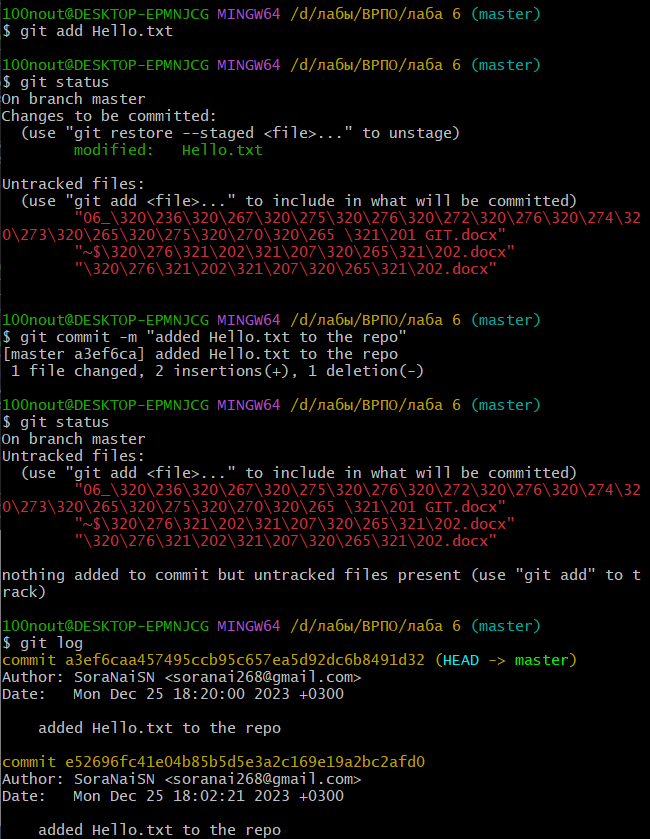 100nout@DESKTOP-EPMNJCG MINGW64 /d/лабы/ВРПО/лаба 6 (master)
$ git add Hello.txt
100nout@DESKTOP-EPMNJCG MINGW64 /d/лабы/ВРПО/лаба 6 (master)
$ git status
On branch master
Changes to be committed:
  (use "git restore --staged <file>..." to unstage)
        modified:   Hello.txt
Untracked files:
  (use "git add <file>..." to include in what will be committed)
        "06_\320\236\320\267\320\275\320\276\320\272\320\276\320\274\32
0\273\320\265\320\275\320\270\320\265 \321\201 GIT.docx"
        "~$\320\276\321\202\321\207\320\265\321\202.docx"
        "\320\276\321\202\321\207\320\265\321\202.docx"
100nout@DESKTOP-EPMNJCG MINGW64 /d/лабы/ВРПО/лаба 6 (master)
$ git commit -m "added Hello.txt to the repo"
[master a3ef6ca] added Hello.txt to the repo
 1 file changed, 2 insertions(+), 1 deletion(-)
100nout@DESKTOP-EPMNJCG MINGW64 /d/лабы/ВРПО/лаба 6 (master)
$ git status
On branch master
Untracked files:
  (use "git add <file>..." to include in what will be committed)
        "06_\320\236\320\267\320\275\320\276\320\272\320\276\320\274\32
0\273\320\265\320\275\320\270\320\265 \321\201 GIT.docx"
        "~$\320\276\321\202\321\207\320\265\321\202.docx"
        "\320\276\321\202\321\207\320\265\321\202.docx"
nothing added to commit but untracked files present (use "git add" to t
rack)
100nout@DESKTOP-EPMNJCG MINGW64 /d/лабы/ВРПО/лаба 6 (master)
$ git log
commit a3ef6caa457495ccb95c657ea5d92dc6b8491d32 (HEAD -> master)
Author: SoraNaiSN <soranai268@gmail.com>
Date:   Mon Dec 25 18:20:00 2023 +0300
    added Hello.txt to the repo
commit e52696fc41e04b85b5d5e3a2c169e19a2bc2afd0
Author: SoraNaiSN <soranai268@gmail.com>
Date:   Mon Dec 25 18:02:21 2023 +0300
    added Hello.txt to the repo